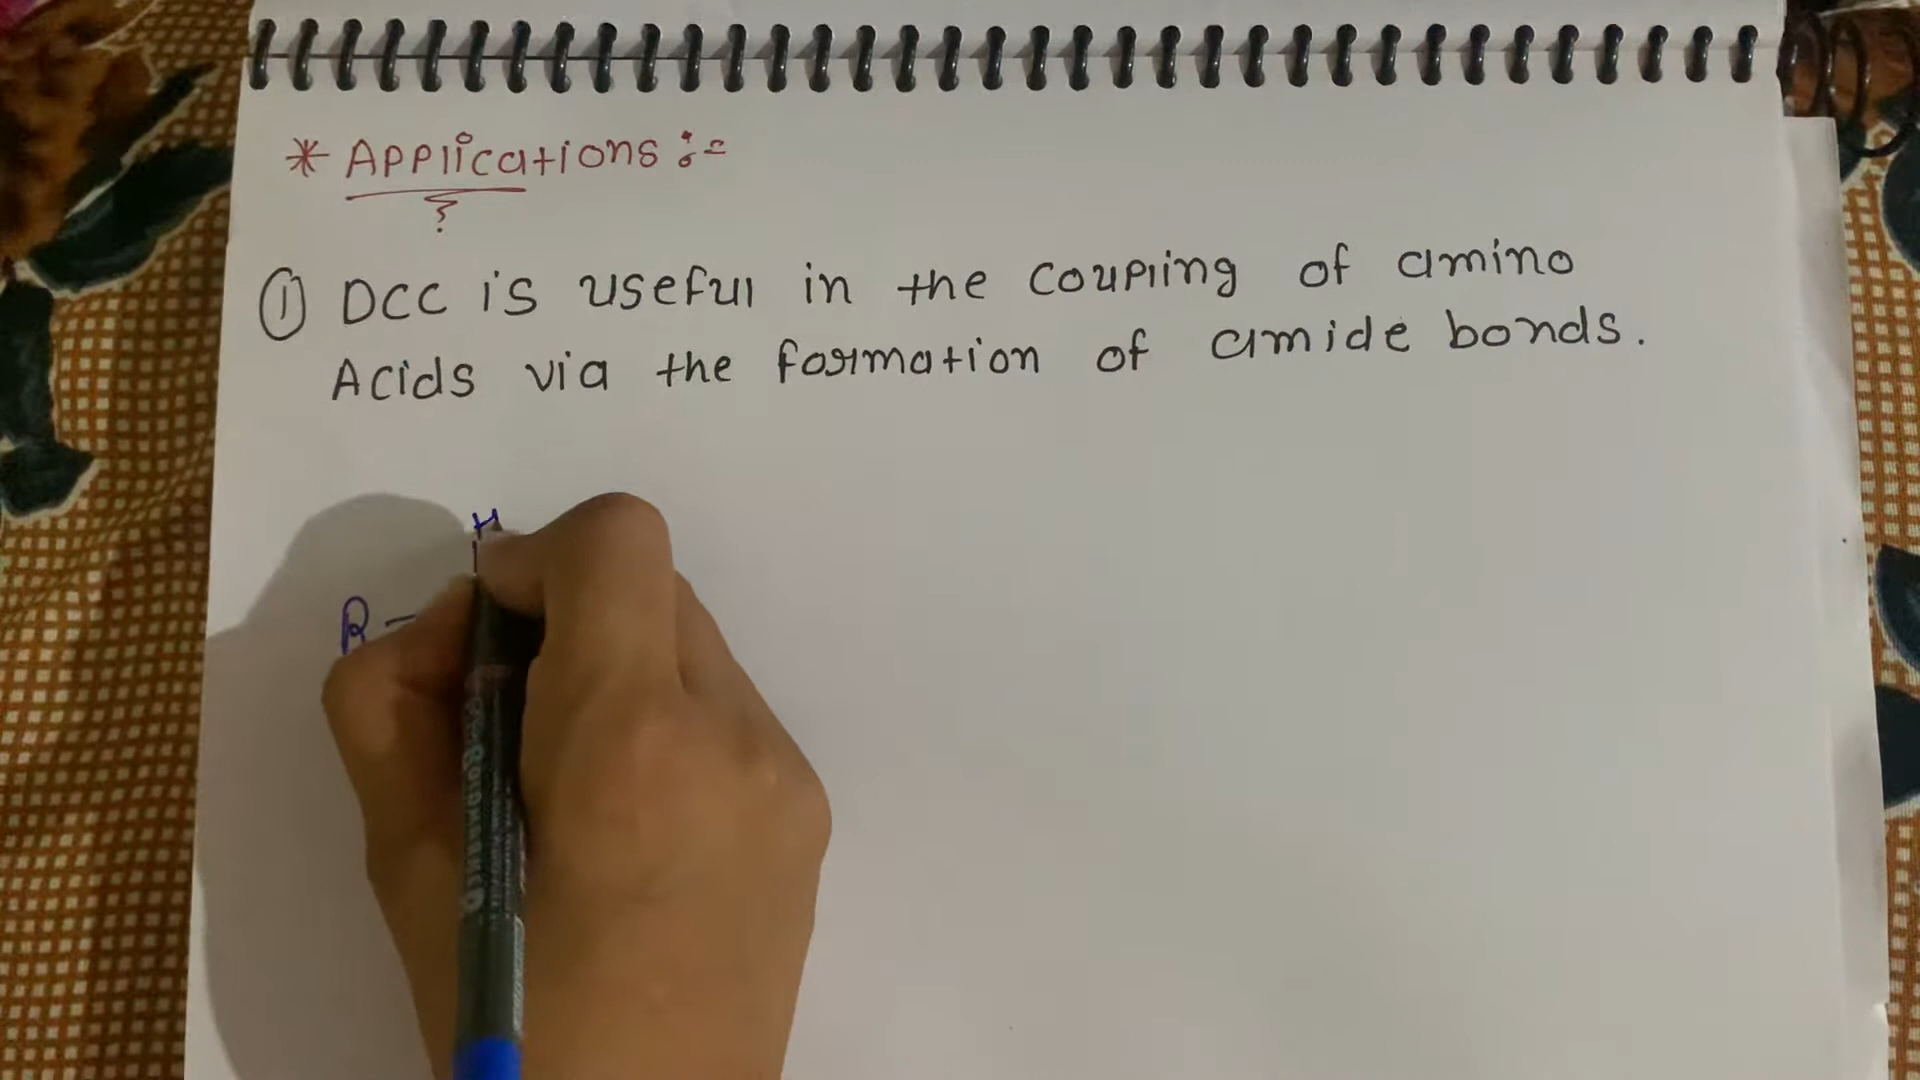 * Applications :-
① DCC is useful in the coupling of amino
Acids via the formation of amide bonds.
H
R -